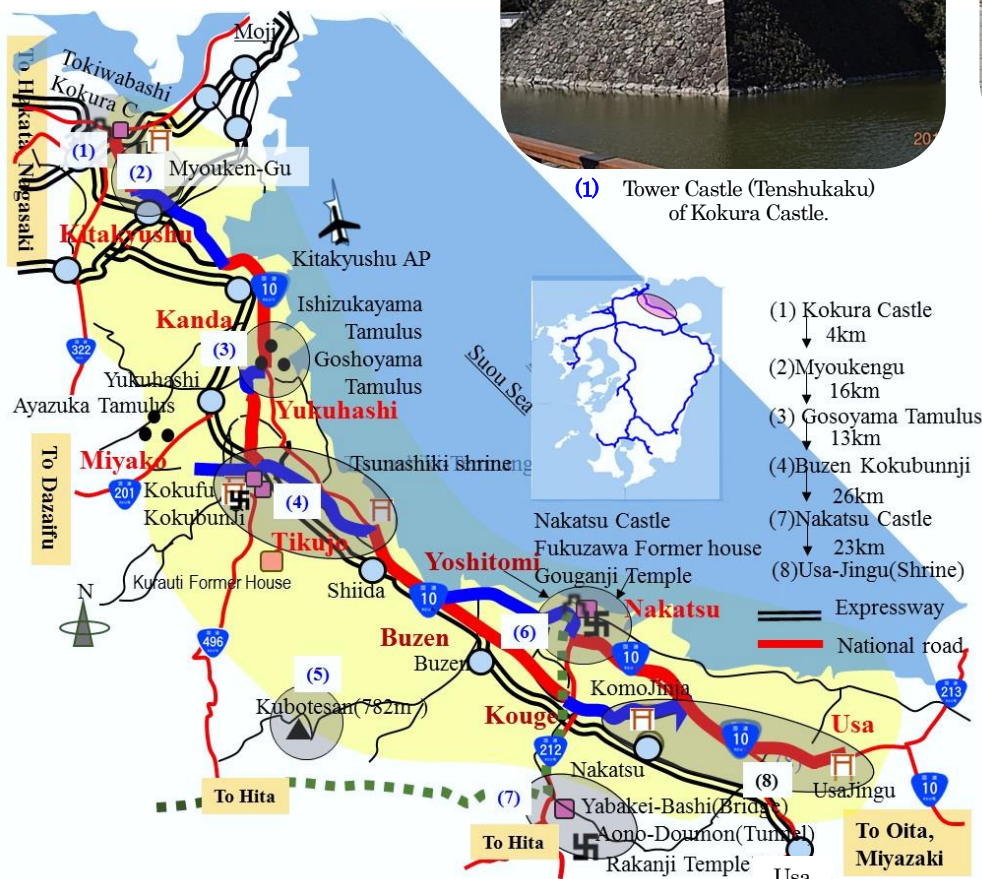 Moji
Tokiwabashi
Kokura C
To Hakata Nagasaki
(1)
(2)
Myouken-Gu
Kitakyushu
(1) Tower Castle (Tenshukaku)
of Kokura Castle.
Kitakyushu AP
国道
10
Ishizukayama
Tamulus
Kanda
(3)
Goshoyama
Tamulus
322
Yukuhashi
Ayazuka Tamulus
Yukuhashi
Suou Sea
(1) Kokura Castle
4km
(2)Myoukengu
16km
(3) Gosoyama Tamulus
13km
(4)Buzen Kokubunnji
26km
(7)Nakatsu Castle
23km
(8)Usa-Jingu(Shrine)
Expressway
National road
To Dazaifu
Miyako
201
Tsunashiki shrine
Kokufu
Kokubunji
(4)
Tikujo
Kurauti Former House
Shiida
N
496
Nakatsu Castle
Fukuzawa Former house
Gouganji Temple
Yoshitomi
Nakatsu
10
(6)
Buzen
Buzen
10
(5)
Kubotesan(782m )
KomoJinja
Kouge
213
Usa
10
212
Nakatsu
(8)
UsaJingu
10
To Hita
(7)
Yabakei-Bashi(Bridge)
Aono-Doumon(Tunnel)
Rakanji Temple
To Hita
To Oita,
Miyazaki
Usa